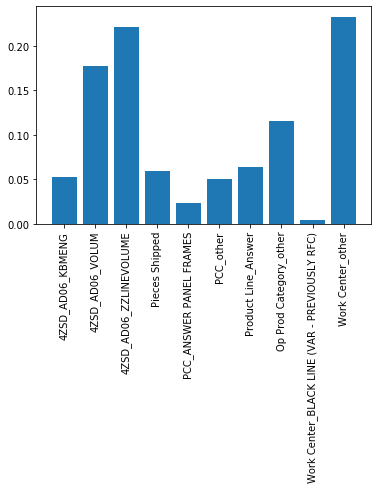 0.20
0.15
0.10
0.05
0.00
4ZSD_AD06_KBMENG
4ZSD_AD06_VOLUM
4ZSD_AD06_ZZLINEVOLUME
Pieces Shipped
PCC_ANSWER PANEL FRAMES
PCC_other
Product Line_Answer
Op Prod Category_other
Work Center_BLACK LINE (VAR - PREVIOUSLY RFC)
Work Center_other